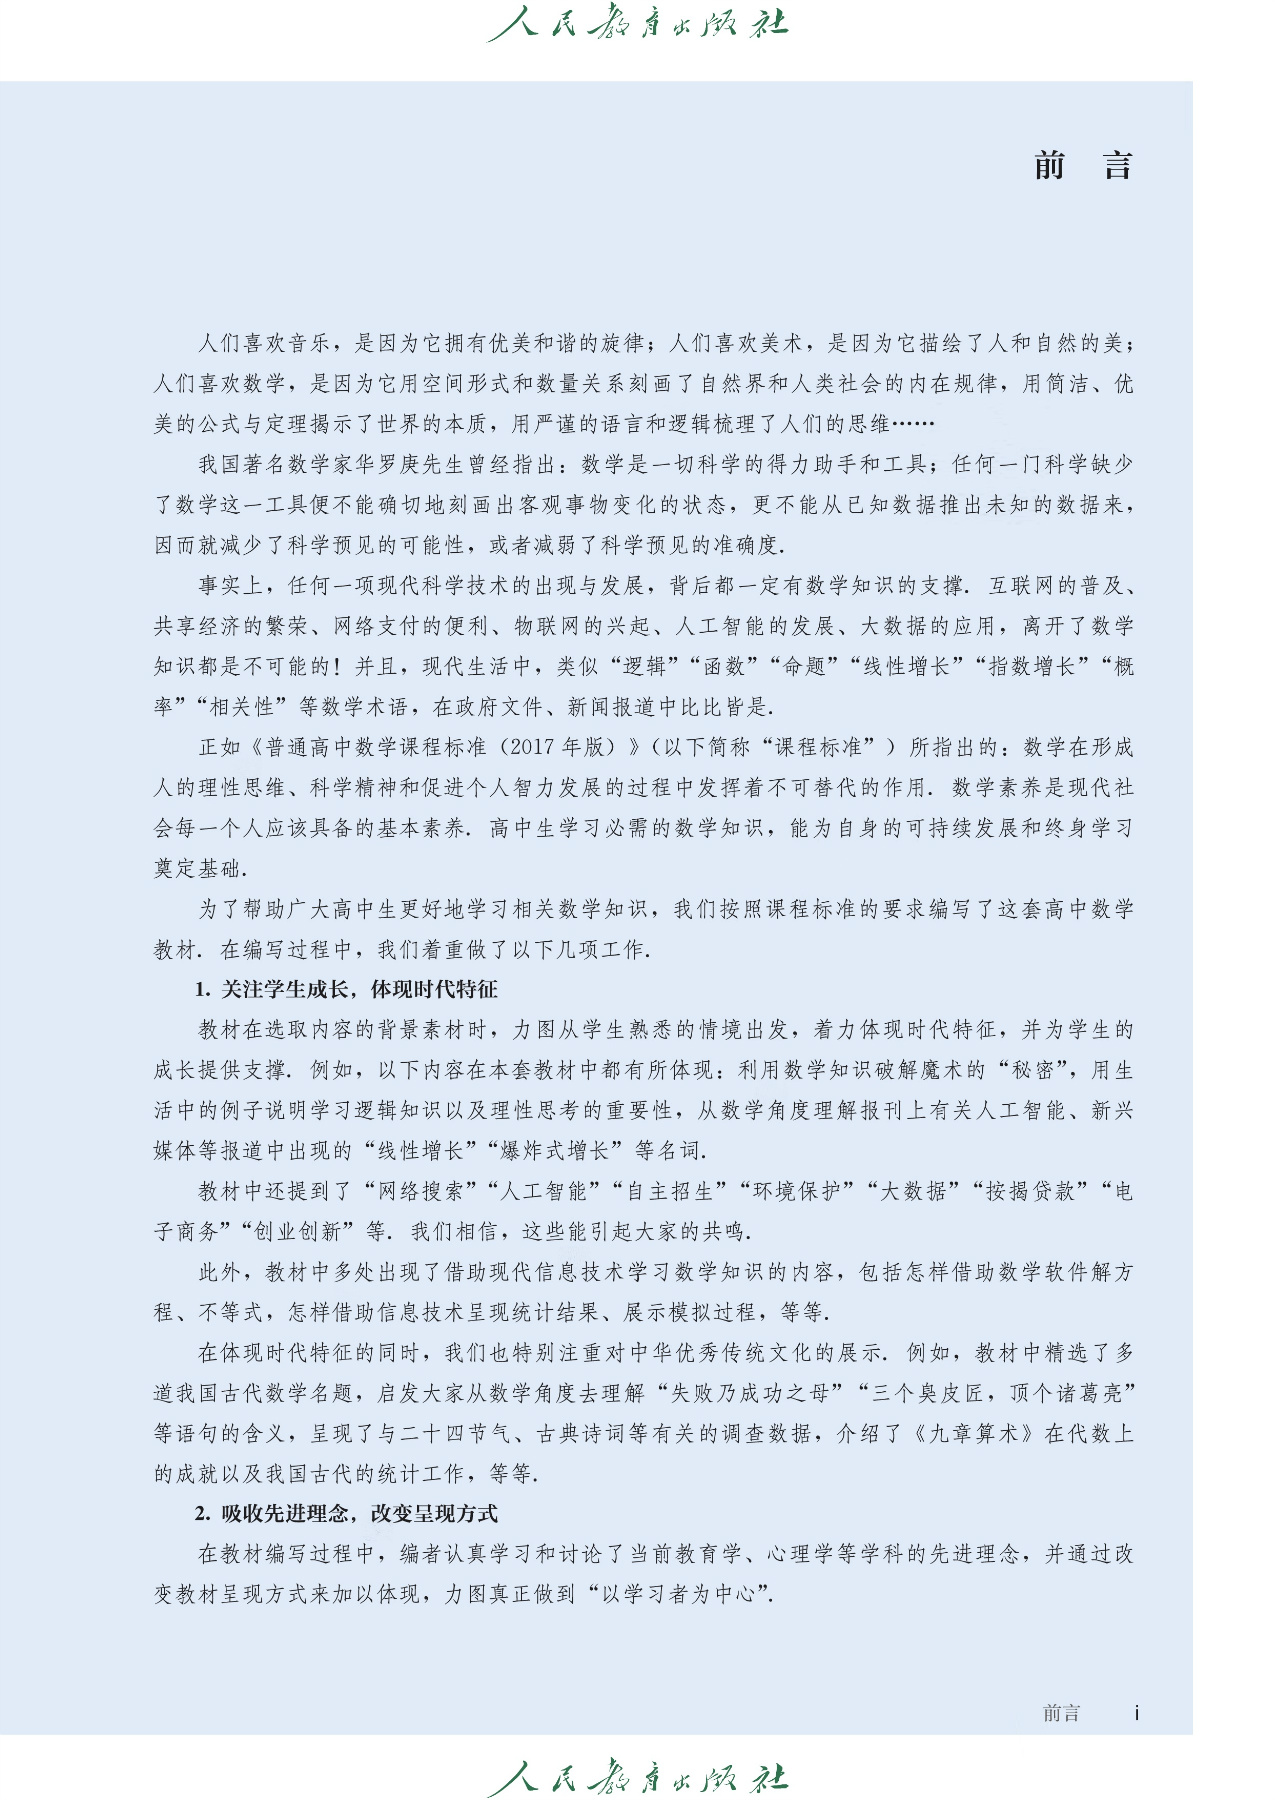 人民教育出版社
前 言
人们喜欢音乐，是因为它拥有优美和谐的旋律；人们喜欢美术，是因为它描绘了人和自然的美；
人们喜欢数学，是因为它用空间形式和数量关系刻画了自然界和人类社会的内在规律，用简洁、优
美的公式与定理揭示了世界的本质，用严谨的语言和逻辑梳理了人们的思维……
我国著名数学家华罗庚先生曾经指出：数学是一切科学的得力助手和工具；任何一门科学缺少
了数学这一工具便不能确切地刻画出客观事物变化的状态，更不能从已知数据推出未知的数据来，
因而就减少了科学预见的可能性，或者减弱了科学预见的准确度．
事实上，任何一项现代科学技术的出现与发展，背后都一定有数学知识的支撑．互联网的普及、
共享经济的繁荣、网络支付的便利、物联网的兴起、人工智能的发展、大数据的应用，离开了数学
知识都是不可能的！并且，现代生活中，类似“逻辑”“函数”“命题”“线性增长”“指数增长”“概
率”“相关性”等数学术语，在政府文件、新闻报道中比比皆是．
正如《普通高中数学课程标准（2017 年版）》（以下简称“课程标准”）所指出的：数学在形成
人的理性思维、科学精神和促进个人智力发展的过程中发挥着不可替代的作用．数学素养是现代社
会每一个人应该具备的基本素养．高中生学习必需的数学知识，能为自身的可持续发展和终身学习
奠定基础．
为了帮助广大高中生更好地学习相关数学知识，我们按照课程标准的要求编写了这套高中数学
教材．在编写过程中，我们着重做了以下几项工作．
1. 关注学生成长，体现时代特征
教材在选取内容的背景素材时，力图从学生熟悉的情境出发，着力体现时代特征，并为学生的
成长提供支撑．例如，以下内容在本套教材中都有所体现：利用数学知识破解魔术的“秘密”，用生
活中的例子说明学习逻辑知识以及理性思考的重要性，从数学角度理解报刊上有关人工智能、新兴
媒体等报道中出现的“线性增长”“爆炸式增长”等名词．
教材中还提到了“网络搜索”“人工智能”“自主招生”“环境保护”“大数据”“按揭贷款”“电
子商务”“创业创新”等．我们相信，这些能引起大家的共鸣．
此外，教材中多处出现了借助现代信息技术学习数学知识的内容，包括怎样借助数学软件解方
程、不等式，怎样借助信息技术呈现统计结果、展示模拟过程，等等．
在体现时代特征的同时，我们也特别注重对中华优秀传统文化的展示．例如，教材中精选了多
道我国古代数学名题，启发大家从数学角度去理解“失败乃成功之母”“三个臭皮匠，顶个诸葛亮”
等语句的含义，呈现了与二十四节气、古典诗词等有关的调查数据，介绍了《九章算术》在代数上
的成就以及我国古代的统计工作，等等．
2. 吸收先进理念，改变呈现方式
在教材编写过程中，编者认真学习和讨论了当前教育学、心理学等学科的先进理念，并通过改
变教材呈现方式来加以体现，力图真正做到“以学习者为中心”．
前言 i
人民教育出版社